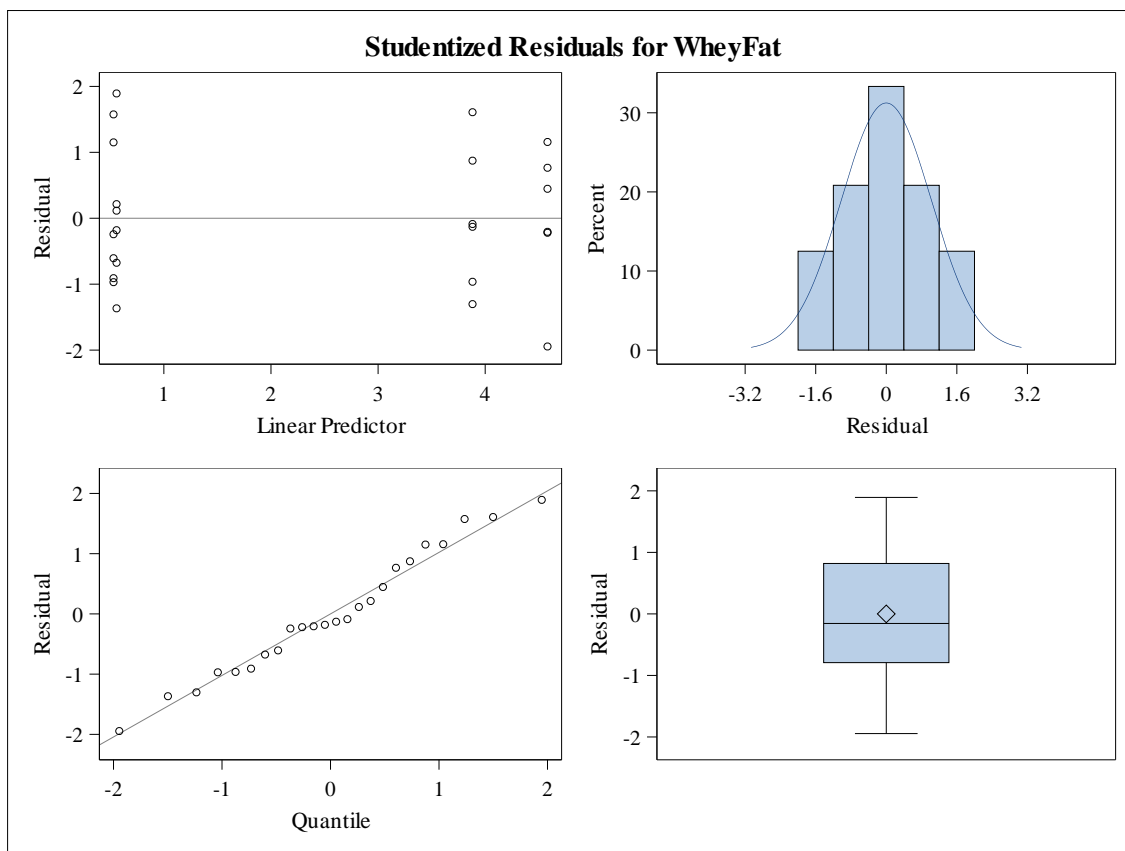 Studentized Residuals for WheyFat
2
1
0
-1
-2
Residual
1 2 3 4
Linear Predictor
30
20
10
0
Percent
-3.2 -1.6 0 1.6 3.2
Residual
2
1
0
-1
-2
Residual
-2 -1 0 1 2
Quantile
2
1
0
-1
-2
Residual